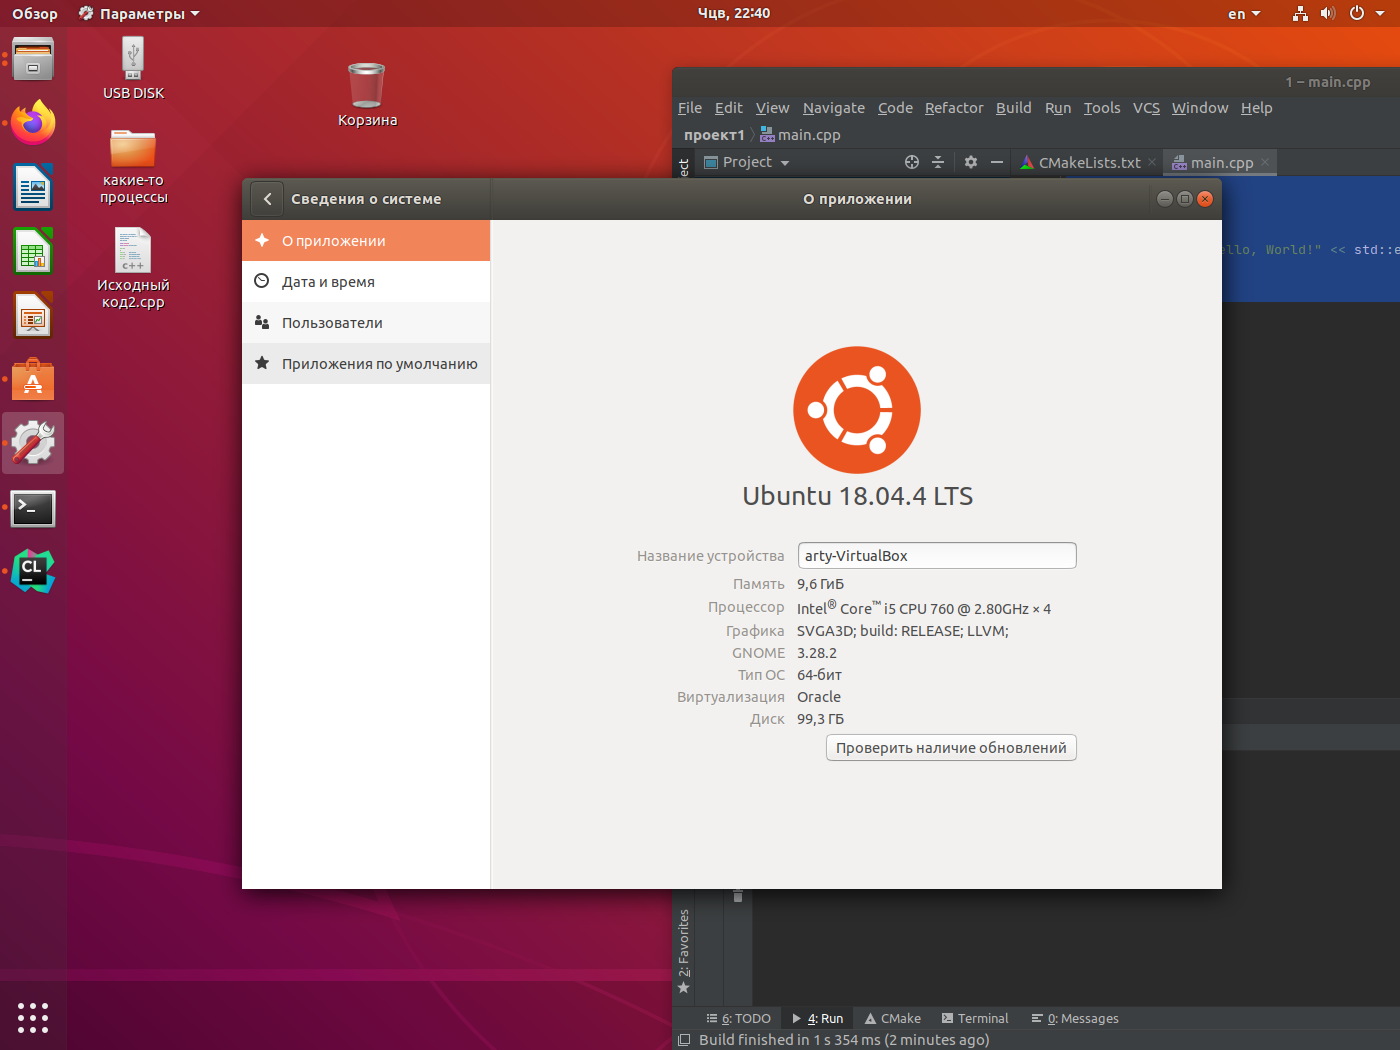 Обзор
Параметры
Чцв, 22:40
en
USB DISK
Корзина
какие-то
процессы
c++
Исходный
код2.cpp
1 – main.cpp
File Edit View Navigate Code Refactor Build Run Tools VCS Window Help
проект1 main.cpp
Project
CMakeLists.txt
main.cpp
Сведения о системе
О приложении
О приложении
Дата и время
Пользователи
Приложения по умолчанию
llo, World!" << std::e
Ubuntu 18.04.4 LTS
Название устройства arty-VirtualBox
Память 9,6 ГиБ
Процессор Intel® Core™ i5 CPU 760 @ 2.80GHz × 4
Графика SVGA3D; build: RELEASE; LLVM;
GNOME 3.28.2
Тип ОС 64-бит
Виртуализация Oracle
Диск 99,3 ГБ
Проверить наличие обновлений
CL
2: Favorites
6: TODO
4: Run
CMake
Terminal
0: Messages
Build finished in 1 s 354 ms (2 minutes ago)